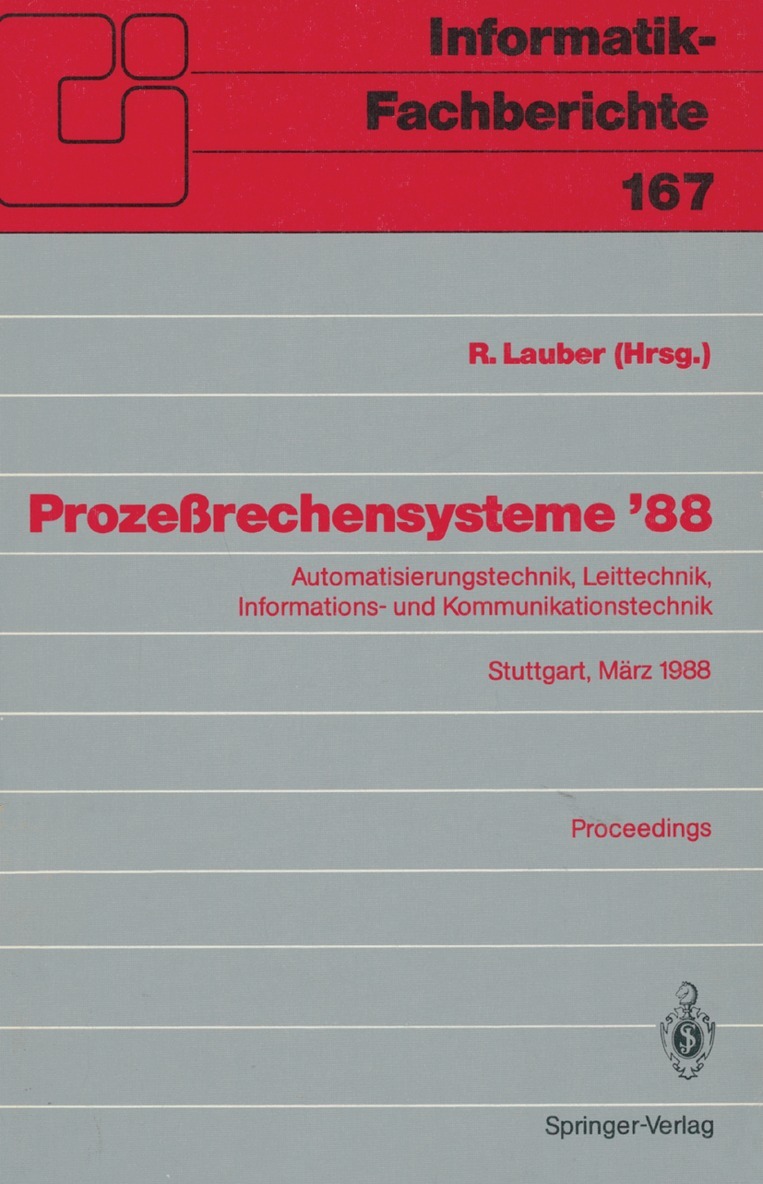 Informatik-
Fachberichte
167
R. Lauber (Hrsg.)
Prozeßrechensysteme ’88
Automatisierungstechnik, Leittechnik,
Informations- und Kommunikationstechnik
Stuttgart, März 1988
Proceedings
Springer-Verlag